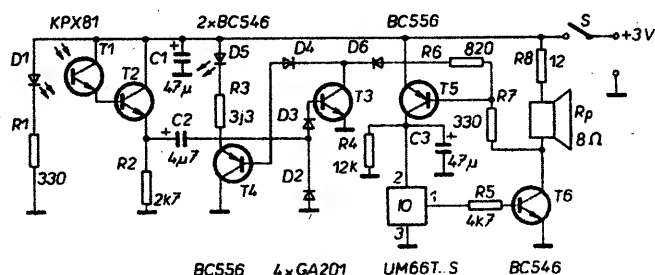 KPX81 2xBC546 BC556 S +3V
D1 T1 T2 C1 + 47µ D5 D4 D6 R6 820 R8 12
R3 3j3 D3 T3 T5 R7 330 Rp 8Ω
R1 330 + C2 4µ7 R4 12k C3 + 47µ
R2 2k7 T4 D2 2 IO 1 3 R5 4k7 T6
BC556 4xGA201 UM66T..S BC546